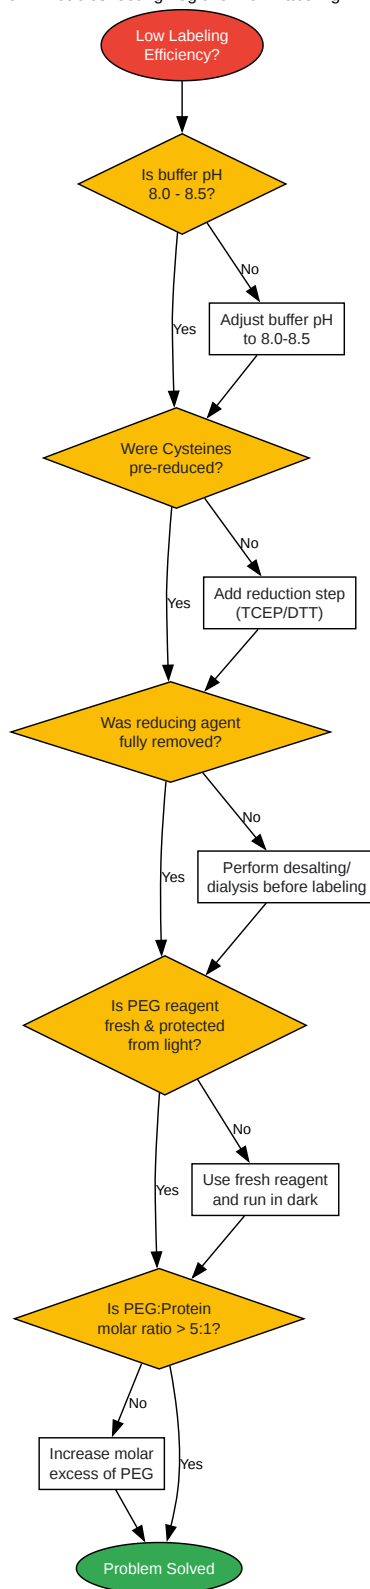 Low Labeling
Efficiency?
Is buffer pH
8.0 - 8.5?
No
Adjust buffer pH
to 8.0-8.5
Yes
Were Cysteines
pre-reduced?
No
Add reduction step
(TCEP/DTT)
Yes
Was reducing agent
fully removed?
No
Perform desalting/
dialysis before labeling
Yes
Is PEG reagent
fresh & protected
from light?
No
Use fresh reagent
and run in dark
Yes
Is PEG:Protein
molar ratio > 5:1?
No
Increase molar
excess of PEG
Yes
Problem Solved